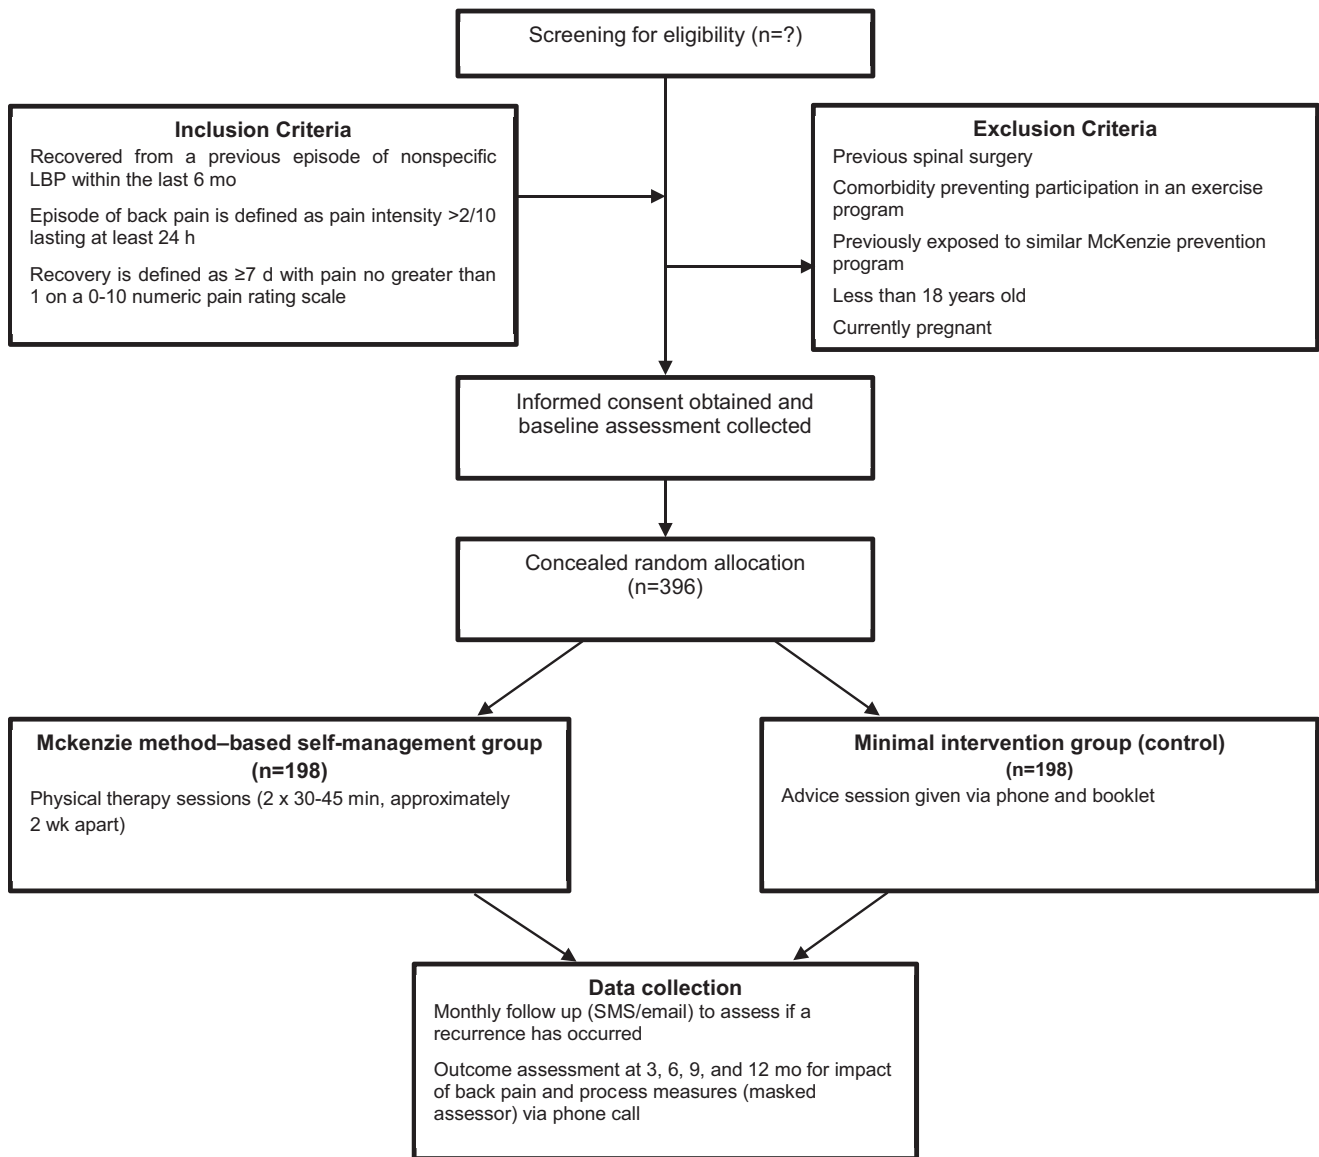 Screening for eligibility (n=?)
Inclusion Criteria
Recovered from a previous episode of nonspecific
LBP within the last 6 mo
Episode of back pain is defined as pain intensity >2/10
lasting at least 24 h
Recovery is defined as ≥7 d with pain no greater than
1 on a 0-10 numeric pain rating scale
Exclusion Criteria
Previous spinal surgery
Comorbidity preventing participation in an exercise
program
Previously exposed to similar McKenzie prevention
program
Less than 18 years old
Currently pregnant
Informed consent obtained and
baseline assessment collected
Concealed random allocation
(n=396)
Mckenzie method–based self-management group
(n=198)
Physical therapy sessions (2 x 30-45 min, approximately
2 wk apart)
Minimal intervention group (control)
(n=198)
Advice session given via phone and booklet
Data collection
Monthly follow up (SMS/email) to assess if a
recurrence has occurred
Outcome assessment at 3, 6, 9, and 12 mo for impact
of back pain and process measures (masked
assessor) via phone call